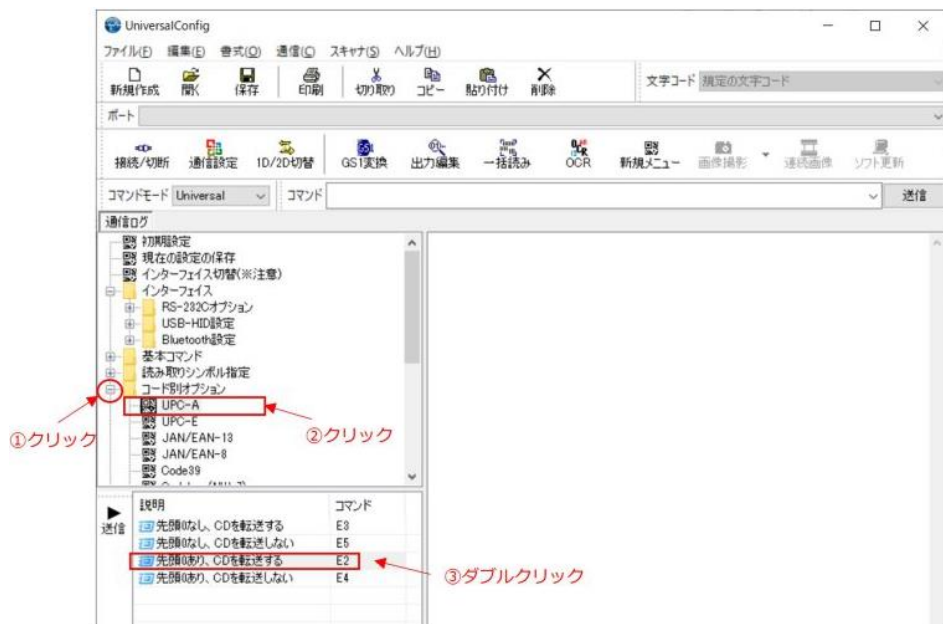 UniversalConfig
ファイル(F) 編集(E) 書式(O) 通信(C) スキャナ(S) ヘルプ(H)
新規作成 開く 保存 印刷 切り取り コピー 貼り付け 削除 文字コード 規定の文字コード
ポート
接続/切断 通信設定 1D/2D切替 GS1変換 出力編集 一括読み OCR 新規メニュー 画像撮影 連続画像 ソフト更新
コマンドモード Universal コマンド 送信
通信ログ
初期設定
現在の設定の保存
インターフェイス切替(※注意)
インターフェイス
RS-232Cオプション
USB-HID設定
Bluetooth設定
基本コマンド
読み取りシンボル指定
コード別オプション
UPC-A
UPC-E
①クリック
②クリック
JAN/EAN-13
JAN/EAN-8
Code39
説明 コマンド
送信
先頭0なし、CDを転送する E3
先頭0なし、CDを転送しない E5
先頭0あり、CDを転送する E2
先頭0あり、CDを転送しない E4
③ダブルクリック